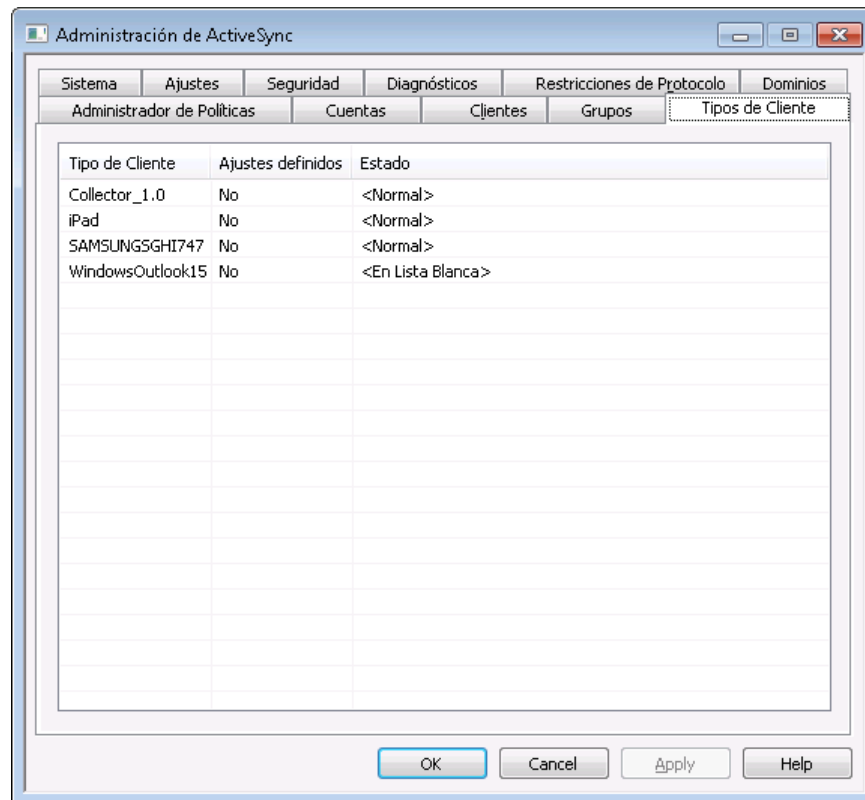 Administración de ActiveSync
Sistema Ajustes Seguridad Diagnósticos Restricciones de Protocolo Dominios
Administrador de Políticas Cuentas Clientes Grupos Tipos de Cliente
Tipo de Cliente Ajustes definidos Estado
Collector_1.0 No <Normal>
iPad No <Normal>
SAMSUNGSGHI747 No <Normal>
WindowsOutlook15 No <En Lista Blanca>
OK Cancel Apply Help